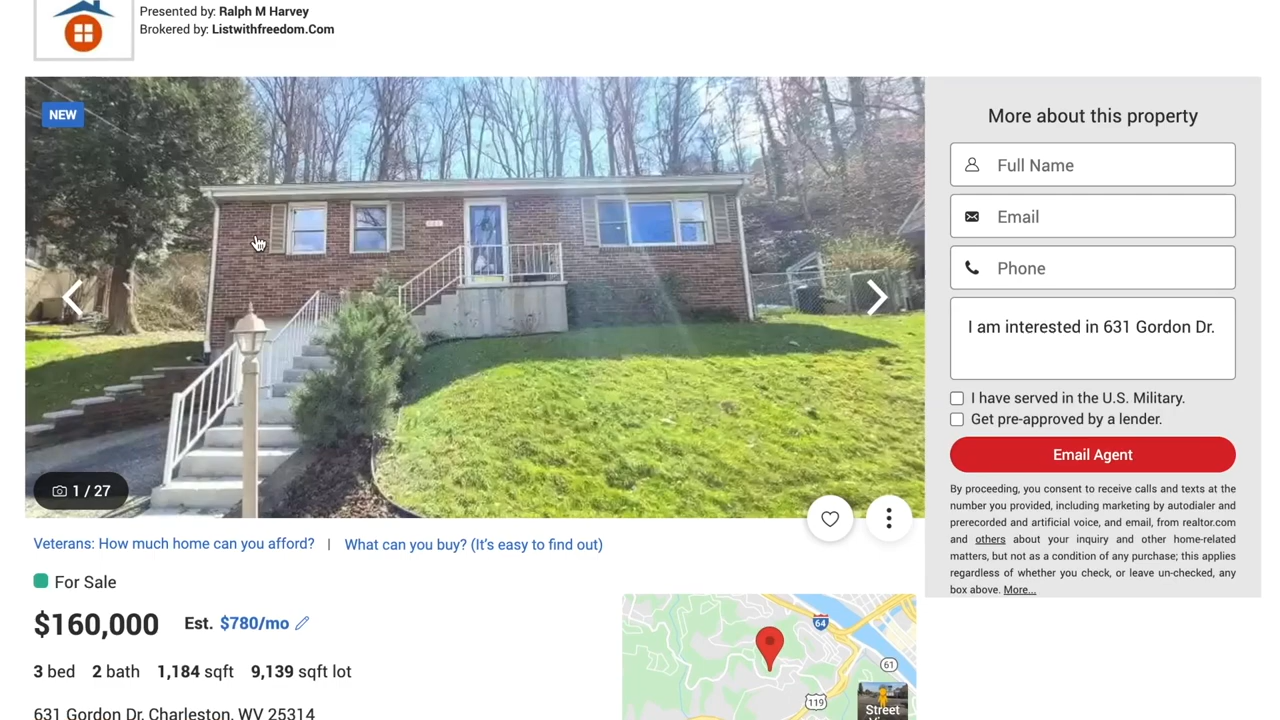 Presented by: Ralph M Harvey
Brokered by: Listwithfreedom.Com
NEW
1 / 27
More about this property
Full Name
Email
Phone
I am interested in 631 Gordon Dr.
I have served in the U.S. Military.
Get pre-approved by a lender.
Email Agent
By proceeding, you consent to receive calls and texts at the
number you provided, including marketing by autodialer and
prerecorded and artificial voice, and email, from realtor.com
and others about your inquiry and other home-related
matters, but not as a condition of any purchase; this applies
regardless of whether you check, or leave un-checked, any
box above. More...
Veterans: How much home can you afford? | What can you buy? (It's easy to find out)
For Sale
$160,000 Est. $780/mo
3 bed 2 bath 1,184 sqft 9,139 sqft lot
631 Gordon Dr, Charleston, WV 25314
64
61
119
Street